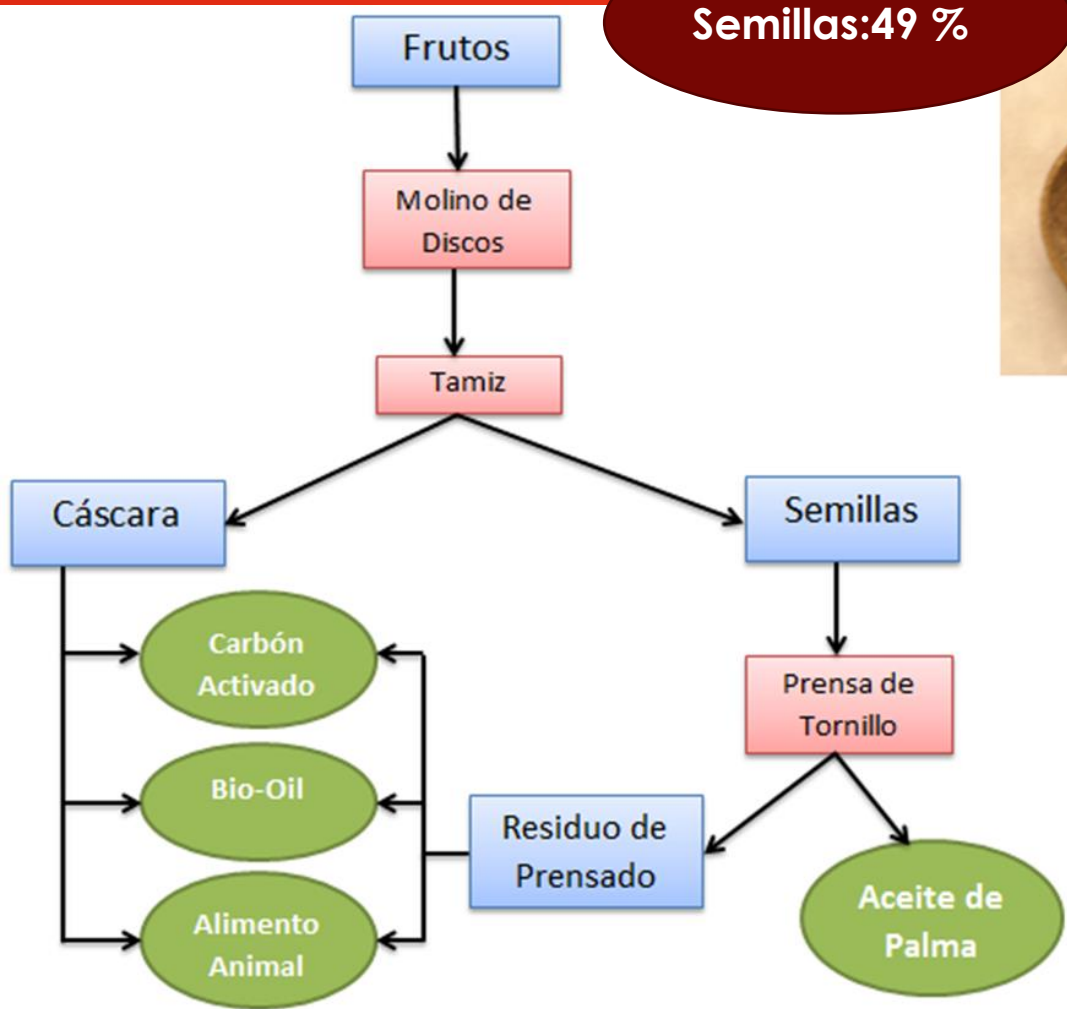 Semillas:49 %
Frutos
Molino de
Discos
Tamiz
Cáscara
Semillas
Carbón
Activado
Prensa de
Tornillo
Bio-Oil
Residuo de
Prensado
Alimento
Animal
Aceite de
Palma